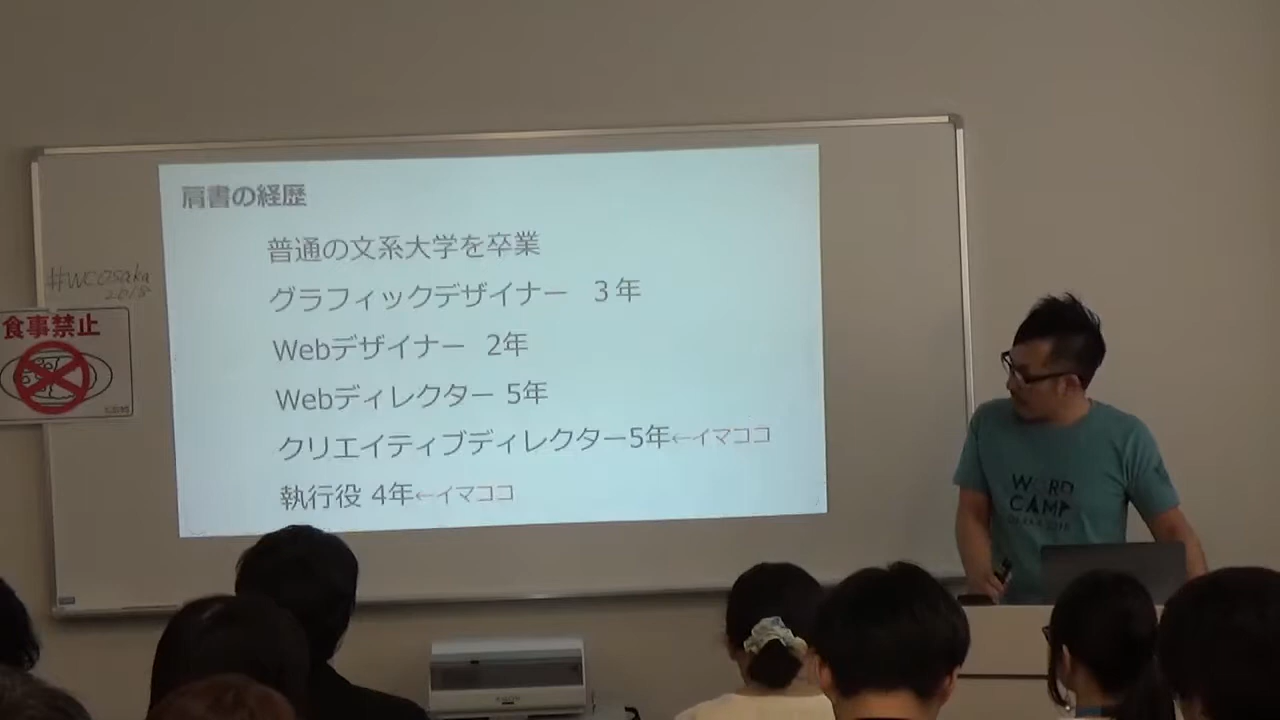 肩書の経歴
普通の文系大学を卒業
グラフィックデザイナー 3年
Webデザイナー 2年
Webディレクター 5年
クリエイティブディレクター5年←イマココ
執行役 4年←イマココ
#WCOsaka
2018
食事禁止
WORD
CAMP